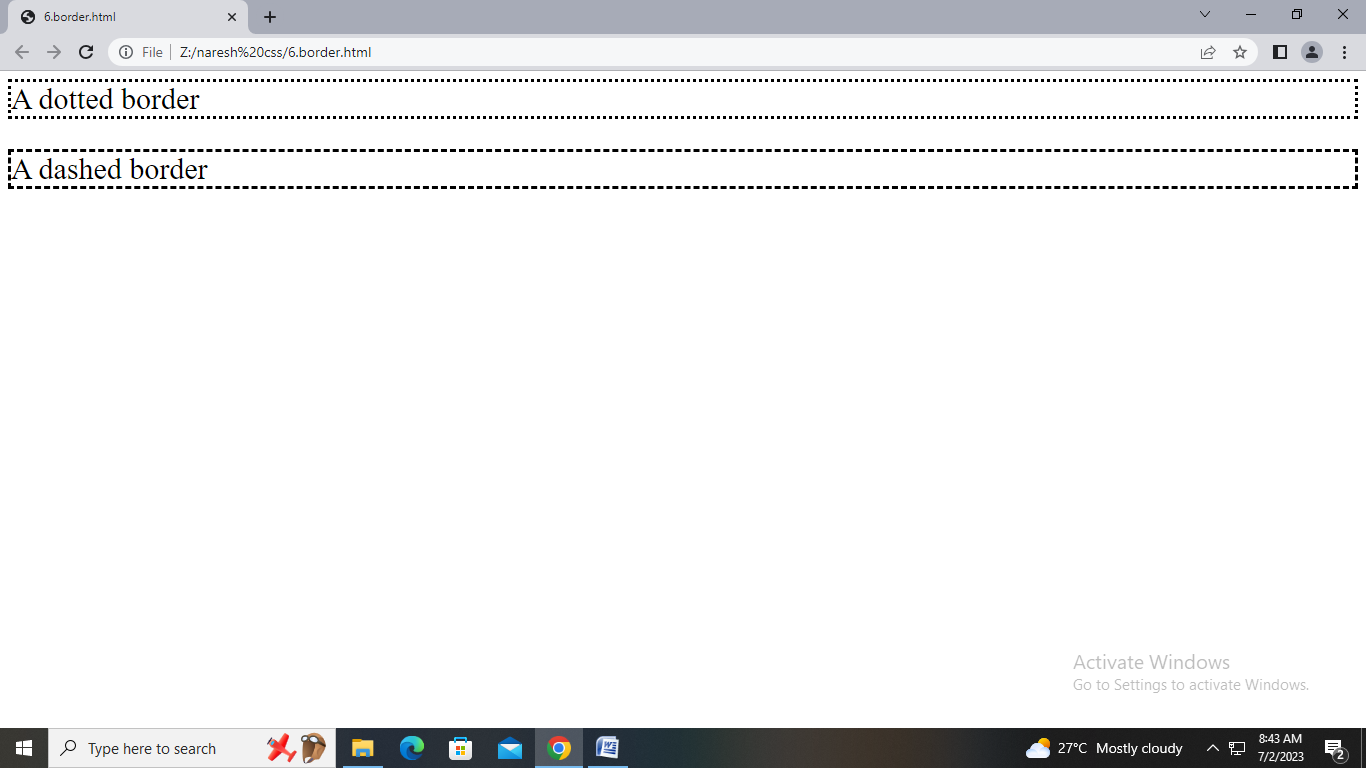 6.border.html
File Z:/naresh%20css/6.border.html
A dotted border
A dashed border
Activate Windows
Go to Settings to activate Windows.
Type here to search
27°C Mostly cloudy
8:43 AM
7/2/2023
2